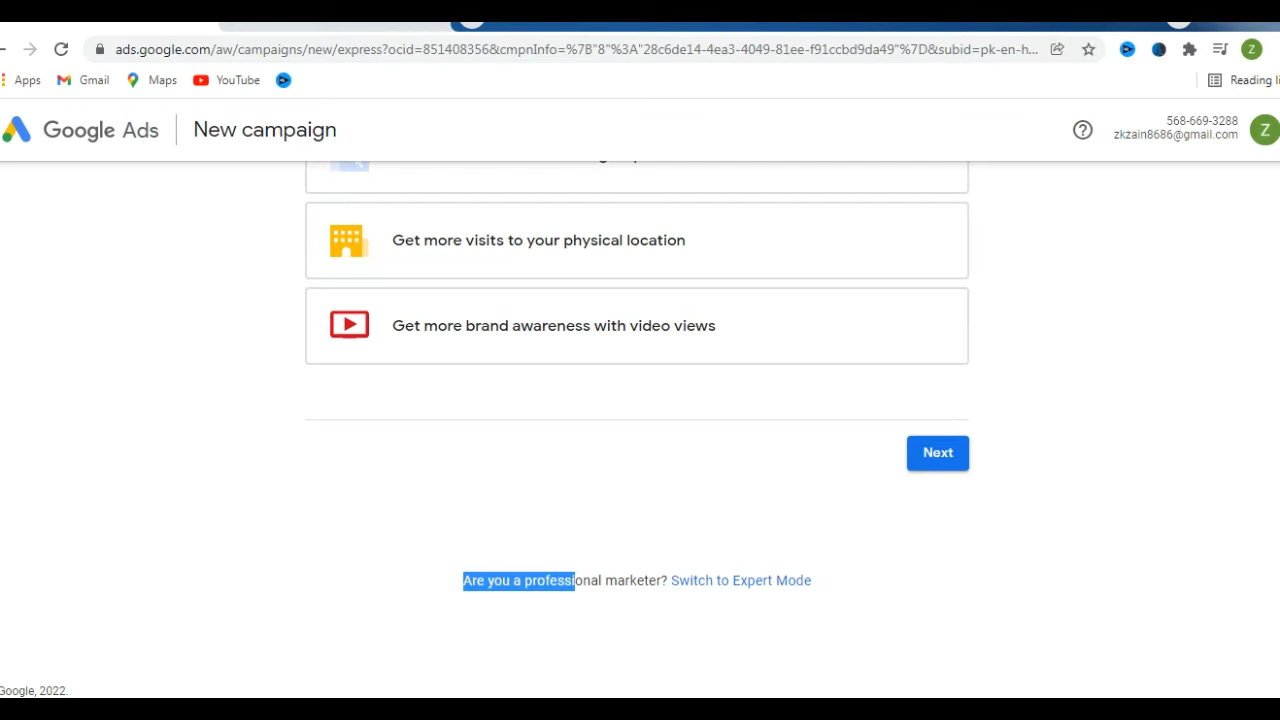 ads.google.com/aw/campaigns/new/express?ocid=851408356&cmpnInfo=%7B"8"%3A"28c6de14-4ea3-4049-81ee-f91ccbd9da49"%7D&subid=pk-en-h...
Z
Apps Gmail Maps YouTube Reading li
Google Ads New campaign
568-669-3288
zkzain8686@gmail.com
Z
Get more visits to your physical location
Get more brand awareness with video views
Next
Are you a professional marketer? Switch to Expert Mode
Google, 2022.